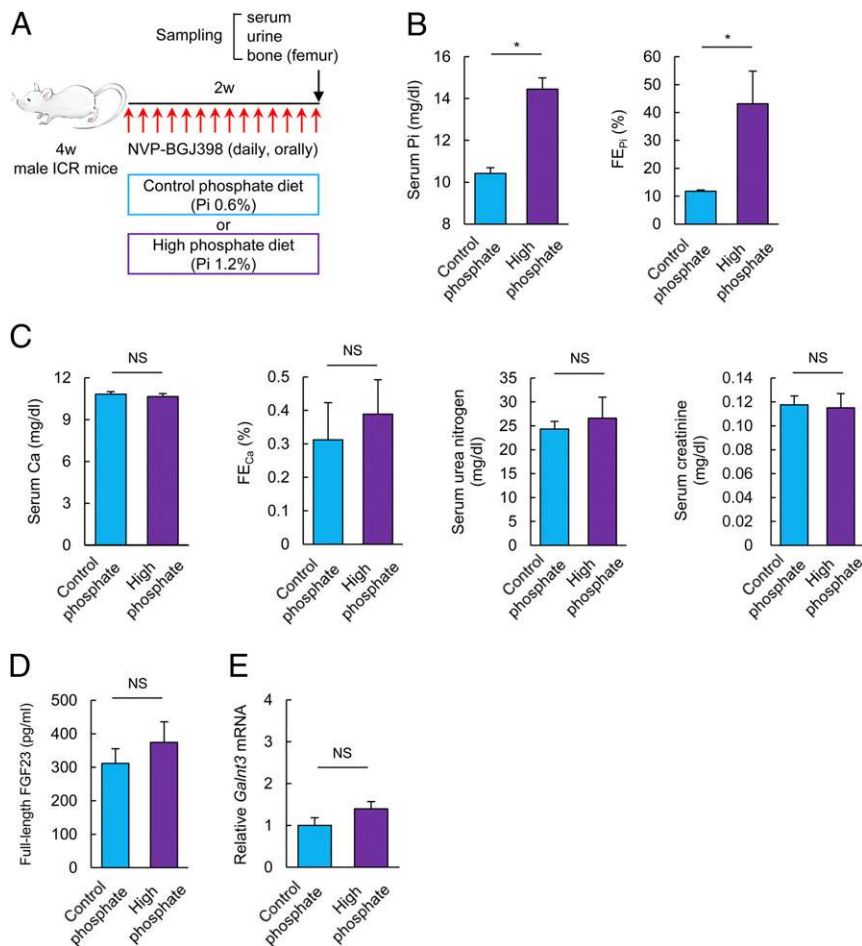 A
Sampling
serum
urine
bone (femur)
2w
4w
male ICR mice
NVP-BGJ398 (daily, orally)
Control phosphate diet
(Pi 0.6%)
or
High phosphate diet
(Pi 1.2%)
B
Serum Pi (mg/dl)
16
14
12
10
8
*
Control
phosphate
High
phosphate
FEPi (%)
60
50
40
30
20
10
0
*
Control
phosphate
High
phosphate
C
Serum Ca (mg/dl)
12
9
6
3
0
NS
Control
phosphate
High
phosphate
FECa (%)
0.5
0.4
0.3
0.2
0.1
0
NS
Control
phosphate
High
phosphate
Serum urea nitrogen
(mg/dl)
35
30
25
20
15
10
5
0
NS
Control
phosphate
High
phosphate
Serum creatinine
(mg/dl)
0.14
0.12
0.10
0.08
0.06
0.04
0.02
0
NS
Control
phosphate
High
phosphate
D
Full-length FGF23 (pg/ml)
500
400
300
200
100
0
NS
Control
phosphate
High
phosphate
E
Relative Galnt3 mRNA
4
3
2
1
0
NS
Control
phosphate
High
phosphate